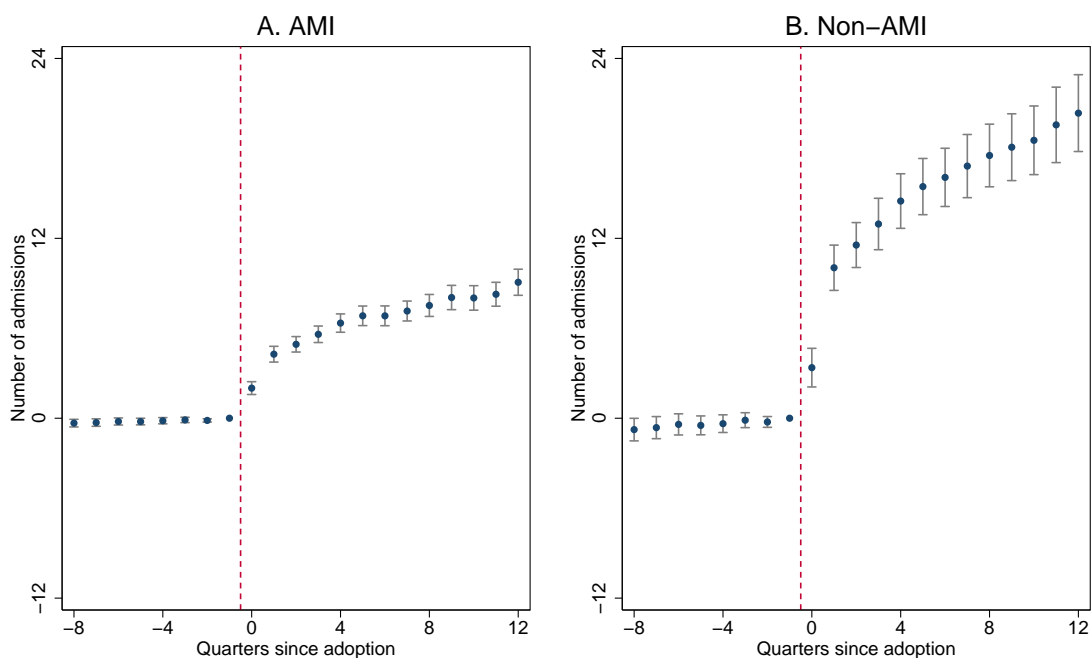 A. AMI
Number of admissions
24
12
0
−12
−8 −4 0 4 8 12
Quarters since adoption
B. Non−AMI
Number of admissions
24
12
0
−12
−8 −4 0 4 8 12
Quarters since adoption